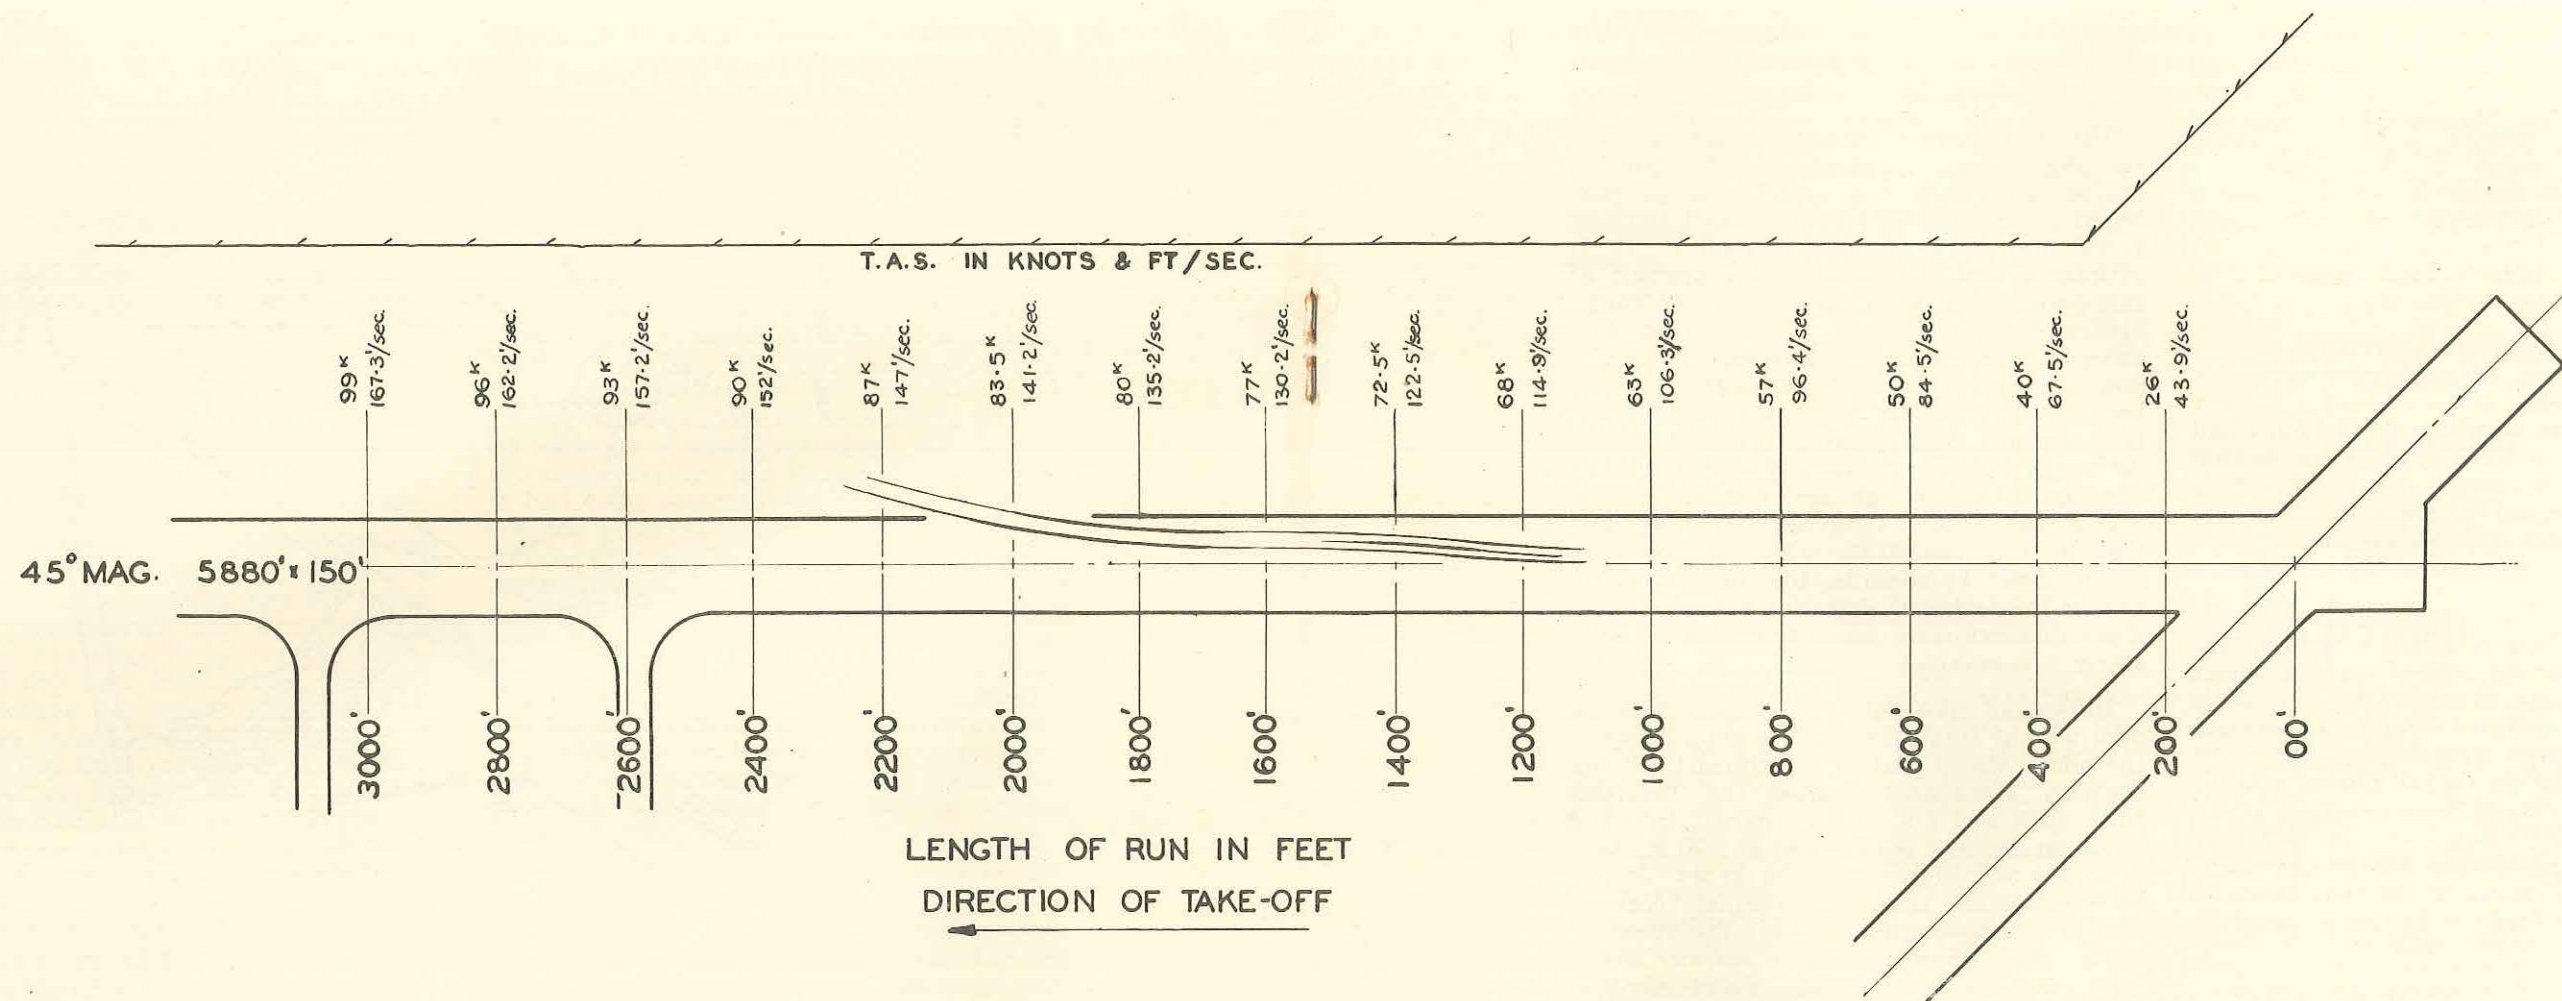 T.A.S. IN KNOTS & FT/SEC.
99K
167·3'/sec.
96K
162·2'/sec.
93K
157·2'/sec.
90K
152'/sec.
87K
147'/sec.
83·5K
141·2'/sec.
80K
135·2'/sec.
77K
130·2'/sec.
72·5K
122·5'/sec.
68K
114·9'/sec.
63K
106·3'/sec.
57K
96·4'/sec.
50K
84·5'/sec.
40K
67·5'/sec.
26K
43·9'/sec.
45° MAG. 5880' x 150'
3000'
2800'
2600'
2400'
2200'
2000'
1800'
1600'
1400'
1200'
1000'
800'
600'
400'
200'
00'
LENGTH OF RUN IN FEET
DIRECTION OF TAKE-OFF